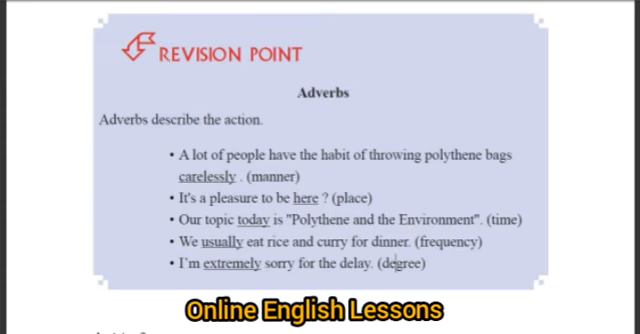 REVISION POINT
Adverbs
Adverbs describe the action.
• A lot of people have the habit of throwing polythene bags
carelessly . (manner)
• It's a pleasure to be here ? (place)
• Our topic today is "Polythene and the Environment". (time)
• We usually eat rice and curry for dinner. (frequency)
• I'm extremely sorry for the delay. (degree)
Online English Lessons